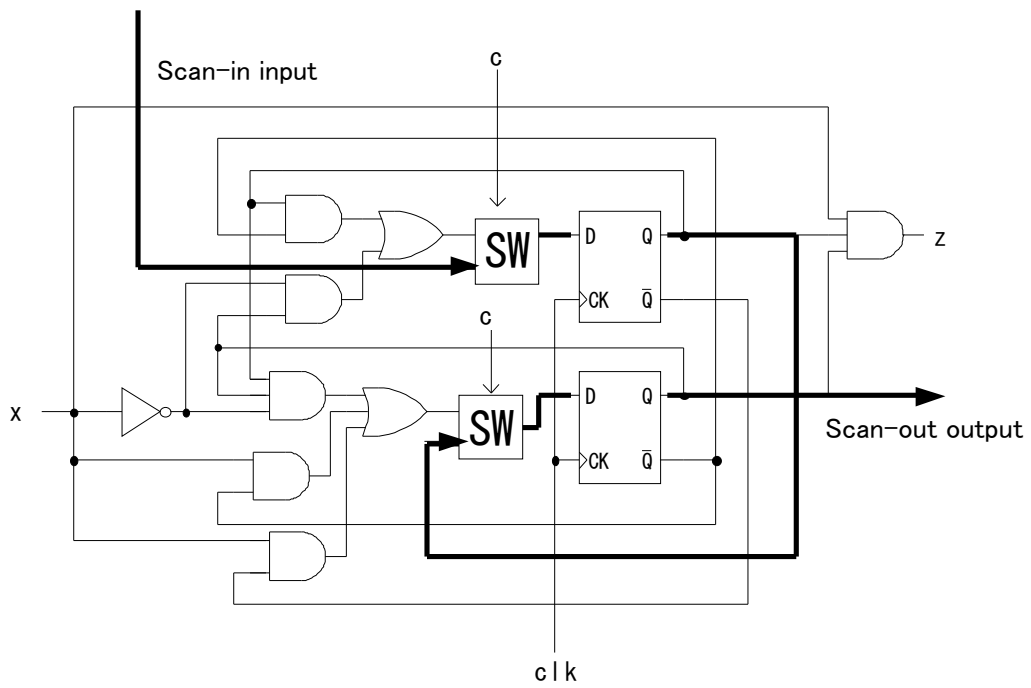 Scan-in input
c
SW
D Q
CK Q̅
z
c
x
SW
D Q
CK Q̅
Scan-out output
clk